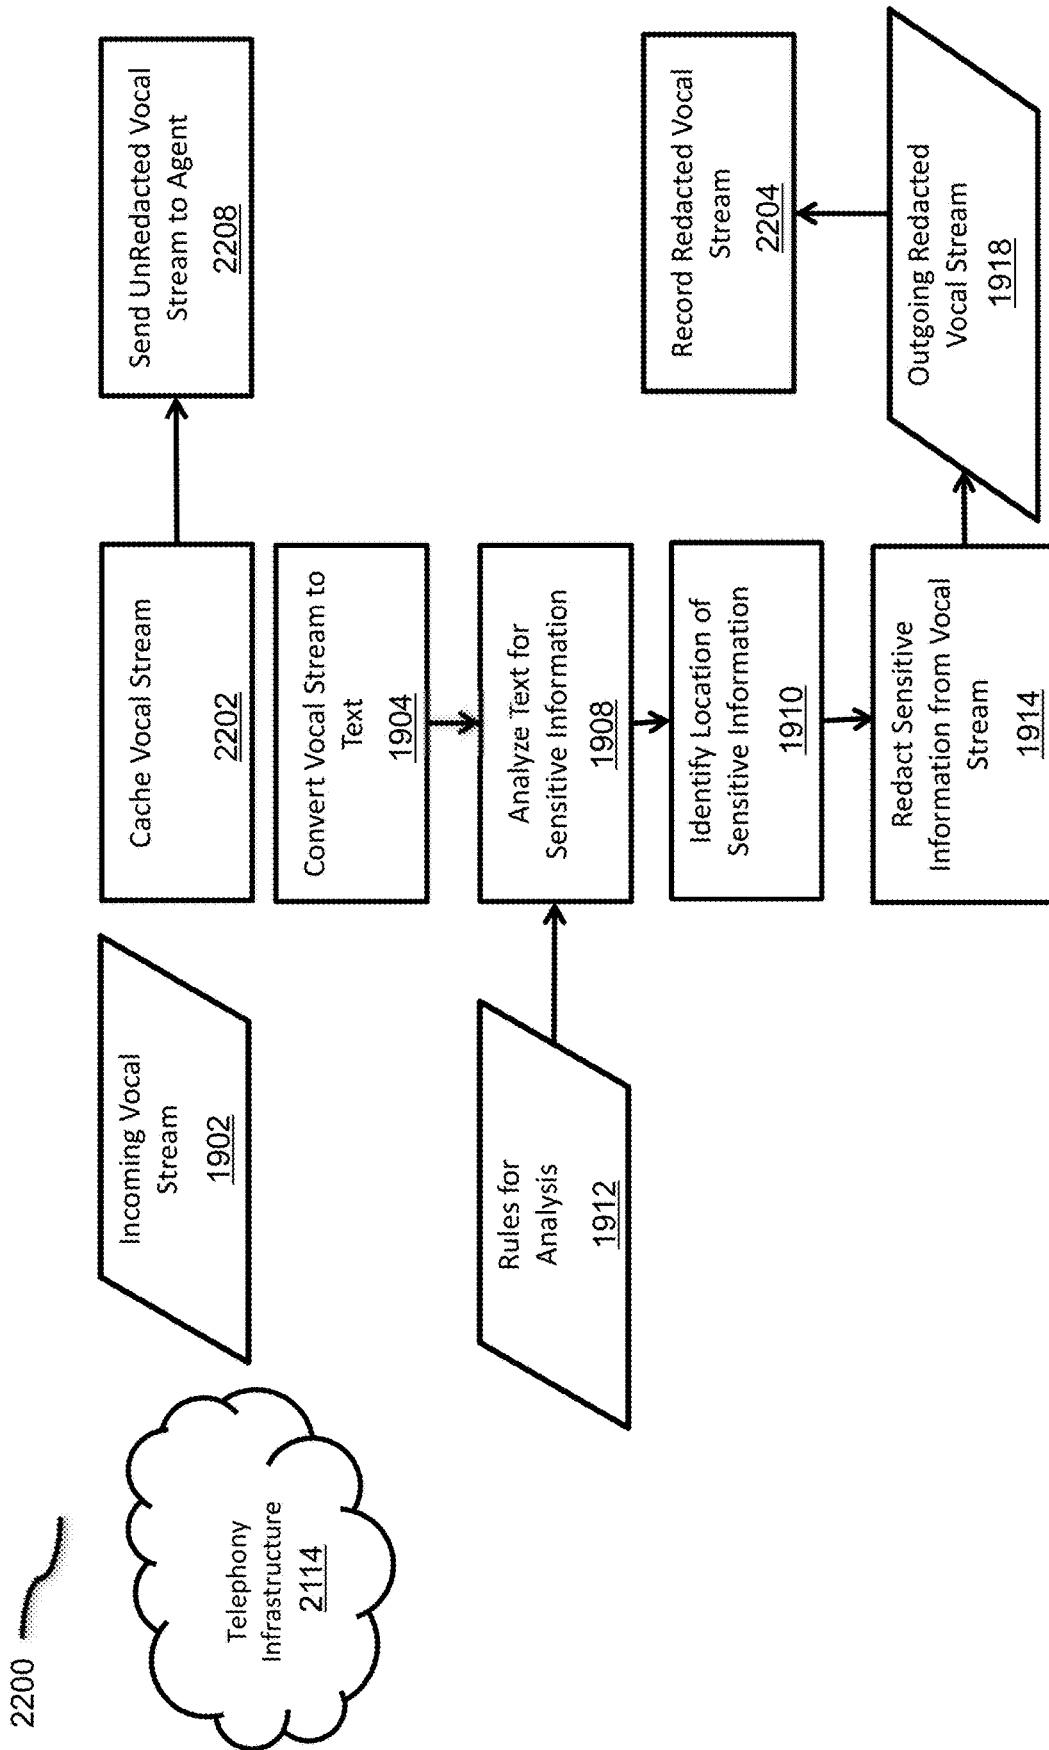 2200
Telephony
Infrastructure
2114
Incoming Vocal
Stream
1902
Cache Vocal Stream
2202
Send UnRedacted Vocal
Stream to Agent
2208
Convert Vocal Stream to
Text
1904
Rules for
Analysis
1912
Analyze Text for
Sensitive Information
1908
Identify Location of
Sensitive Information
1910
Redact Sensitive
Information from Vocal
Stream
1914
Record Redacted Vocal
Stream
2204
Outgoing Redacted
Vocal Stream
1918